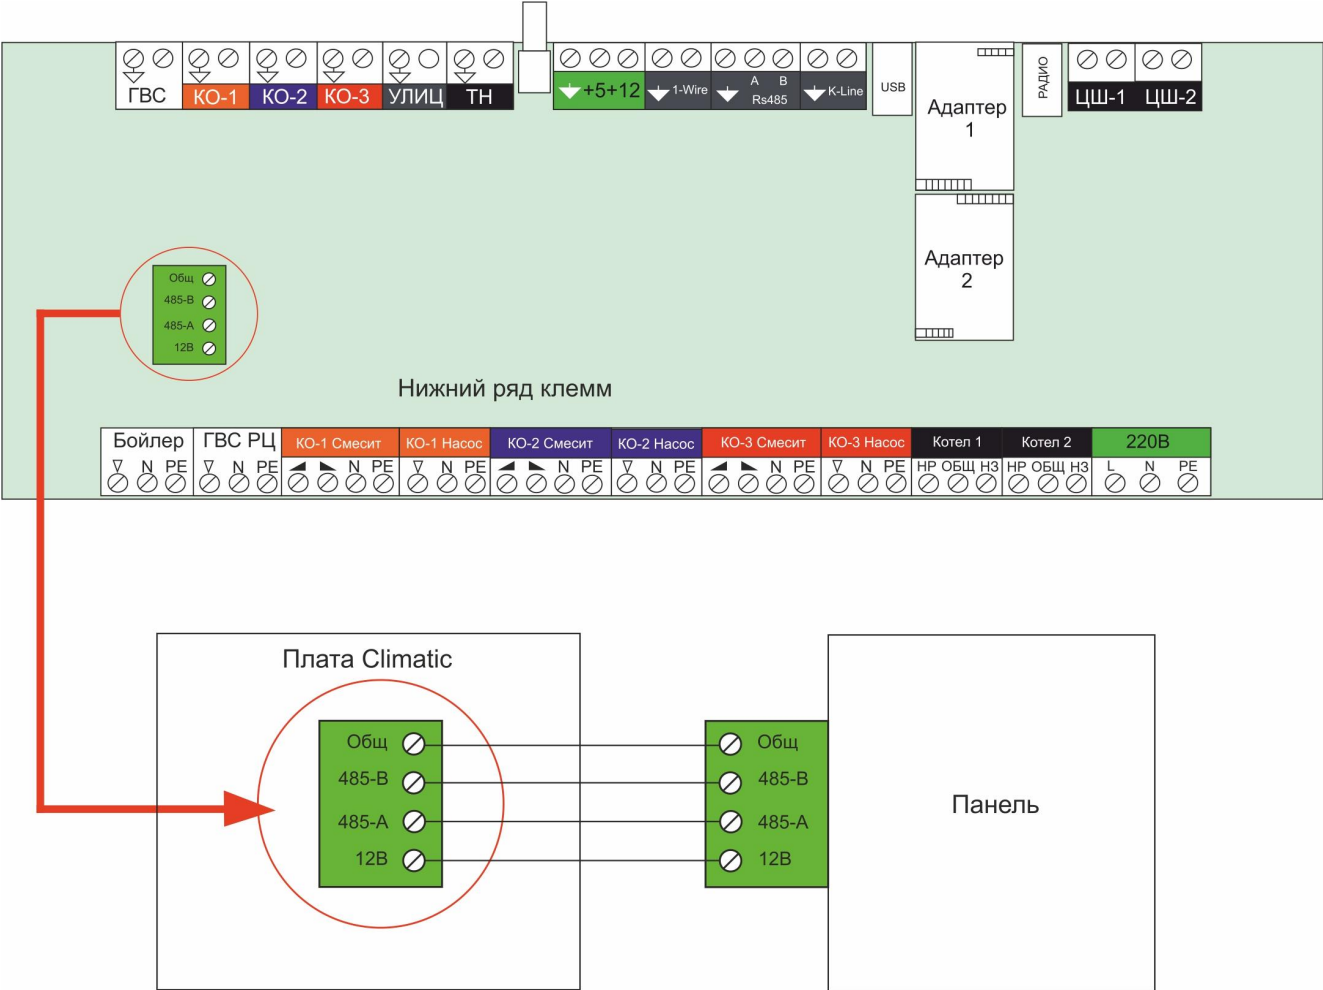 ГВС КО-1 КО-2 КО-3 УЛИЦ ТН
+5+12 1-Wire A B Rs485 K-Line
USB
Адаптер
1
РАДИО
ЦШ-1 ЦШ-2
Адаптер
2
Общ
485-В
485-А
12В
Нижний ряд клемм
Бойлер ГВС РЦ КО-1 Смесит КО-1 Насос КО-2 Смесит КО-2 Насос КО-3 Смесит КО-3 Насос Котел 1 Котел 2 220В
N PE N PE N PE N PE N PE N PE N PE N PE НР ОБЩ НЗ НР ОБЩ НЗ L N PE
Плата Climatic
Общ
485-В
485-А
12В
Общ
485-В
485-А
12В
Панель